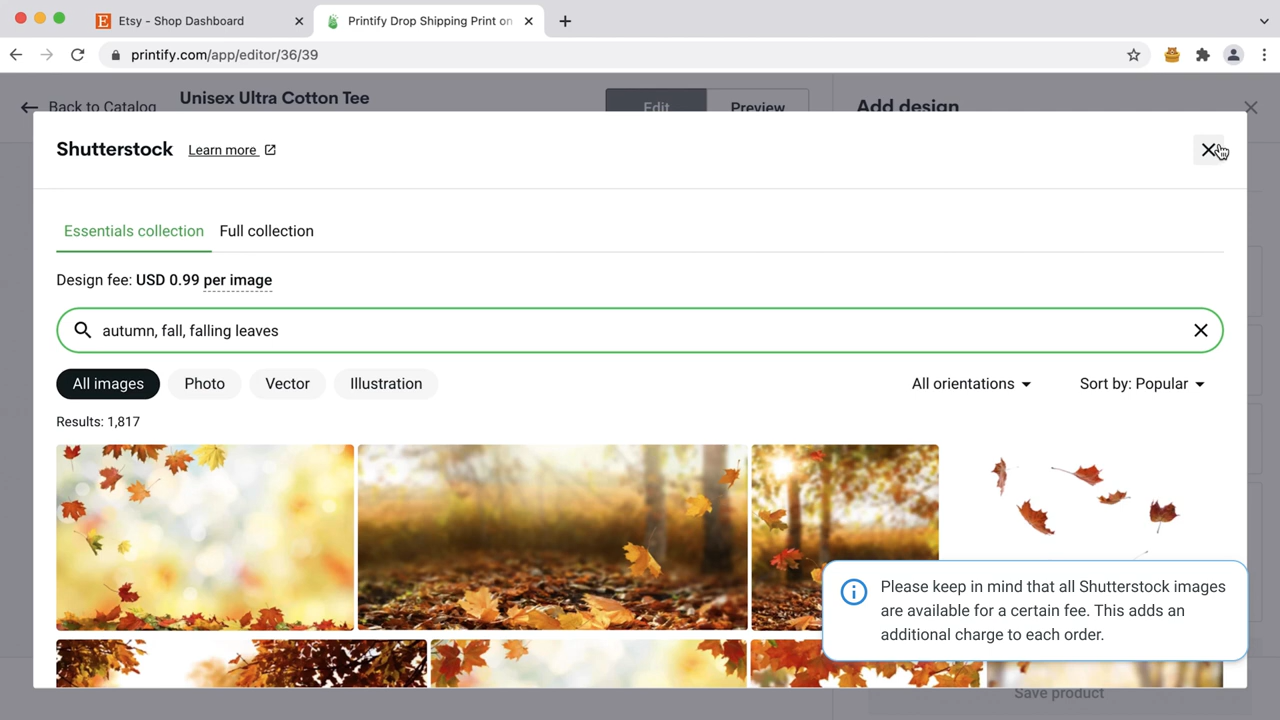 Etsy - Shop Dashboard
Printify Drop Shipping Print on
printify.com/app/editor/36/39
Back to Catalog
Unisex Ultra Cotton Tee
Edit
Preview
Add design
Shutterstock
Learn more
Essentials collection
Full collection
Design fee: USD 0.99 per image
autumn, fall, falling leaves
All images
Photo
Vector
Illustration
All orientations
Sort by: Popular
Results: 1,817
Please keep in mind that all Shutterstock images
are available for a certain fee. This adds an
additional charge to each order.
Save product